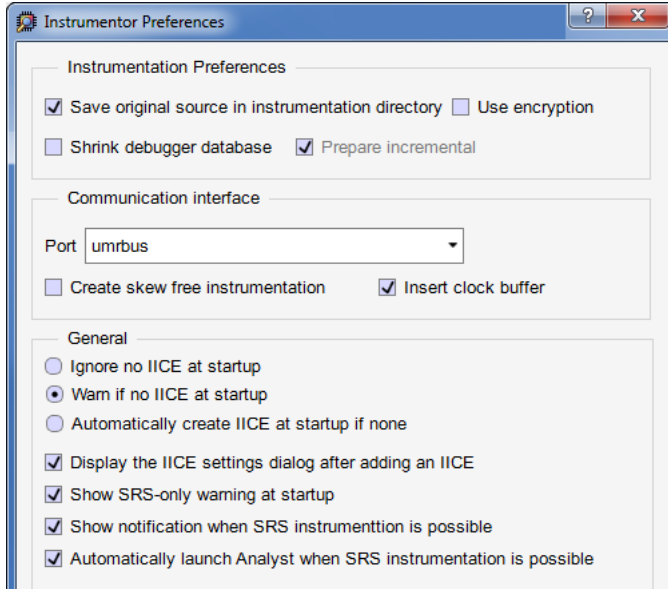 Instrumentor Preferences
Instrumentation Preferences
Save original source in instrumentation directory Use encryption
Shrink debugger database Prepare incremental
Communication interface
Port umrbus
Create skew free instrumentation Insert clock buffer
General
Ignore no IICE at startup
Warn if no IICE at startup
Automatically create IICE at startup if none
Display the IICE settings dialog after adding an IICE
Show SRS-only warning at startup
Show notification when SRS instrumenttion is possible
Automatically launch Analyst when SRS instrumentation is possible